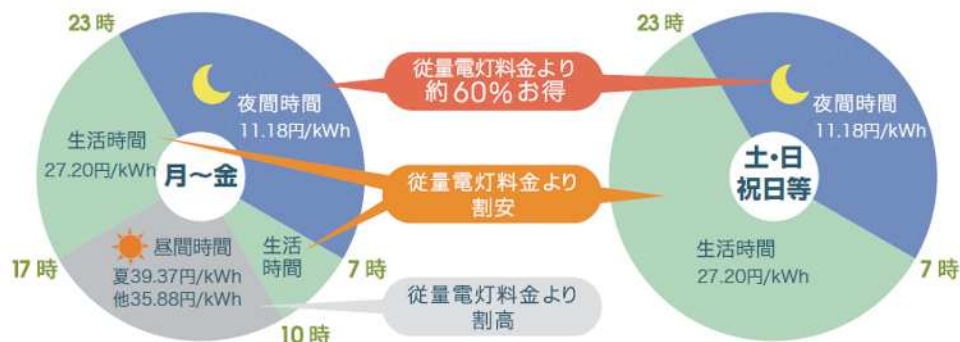 23時
夜間時間
11.18円/kWh
生活時間
27.20円/kWh
月～金
昼間時間
夏39.37円/kWh
他35.88円/kWh
生活
時間
17時
7時
10時
従量電灯料金より
約60%お得
従量電灯料金より
割安
従量電灯料金より
割高
23時
夜間時間
11.18円/kWh
土・日
祝日等
生活時間
27.20円/kWh
7時